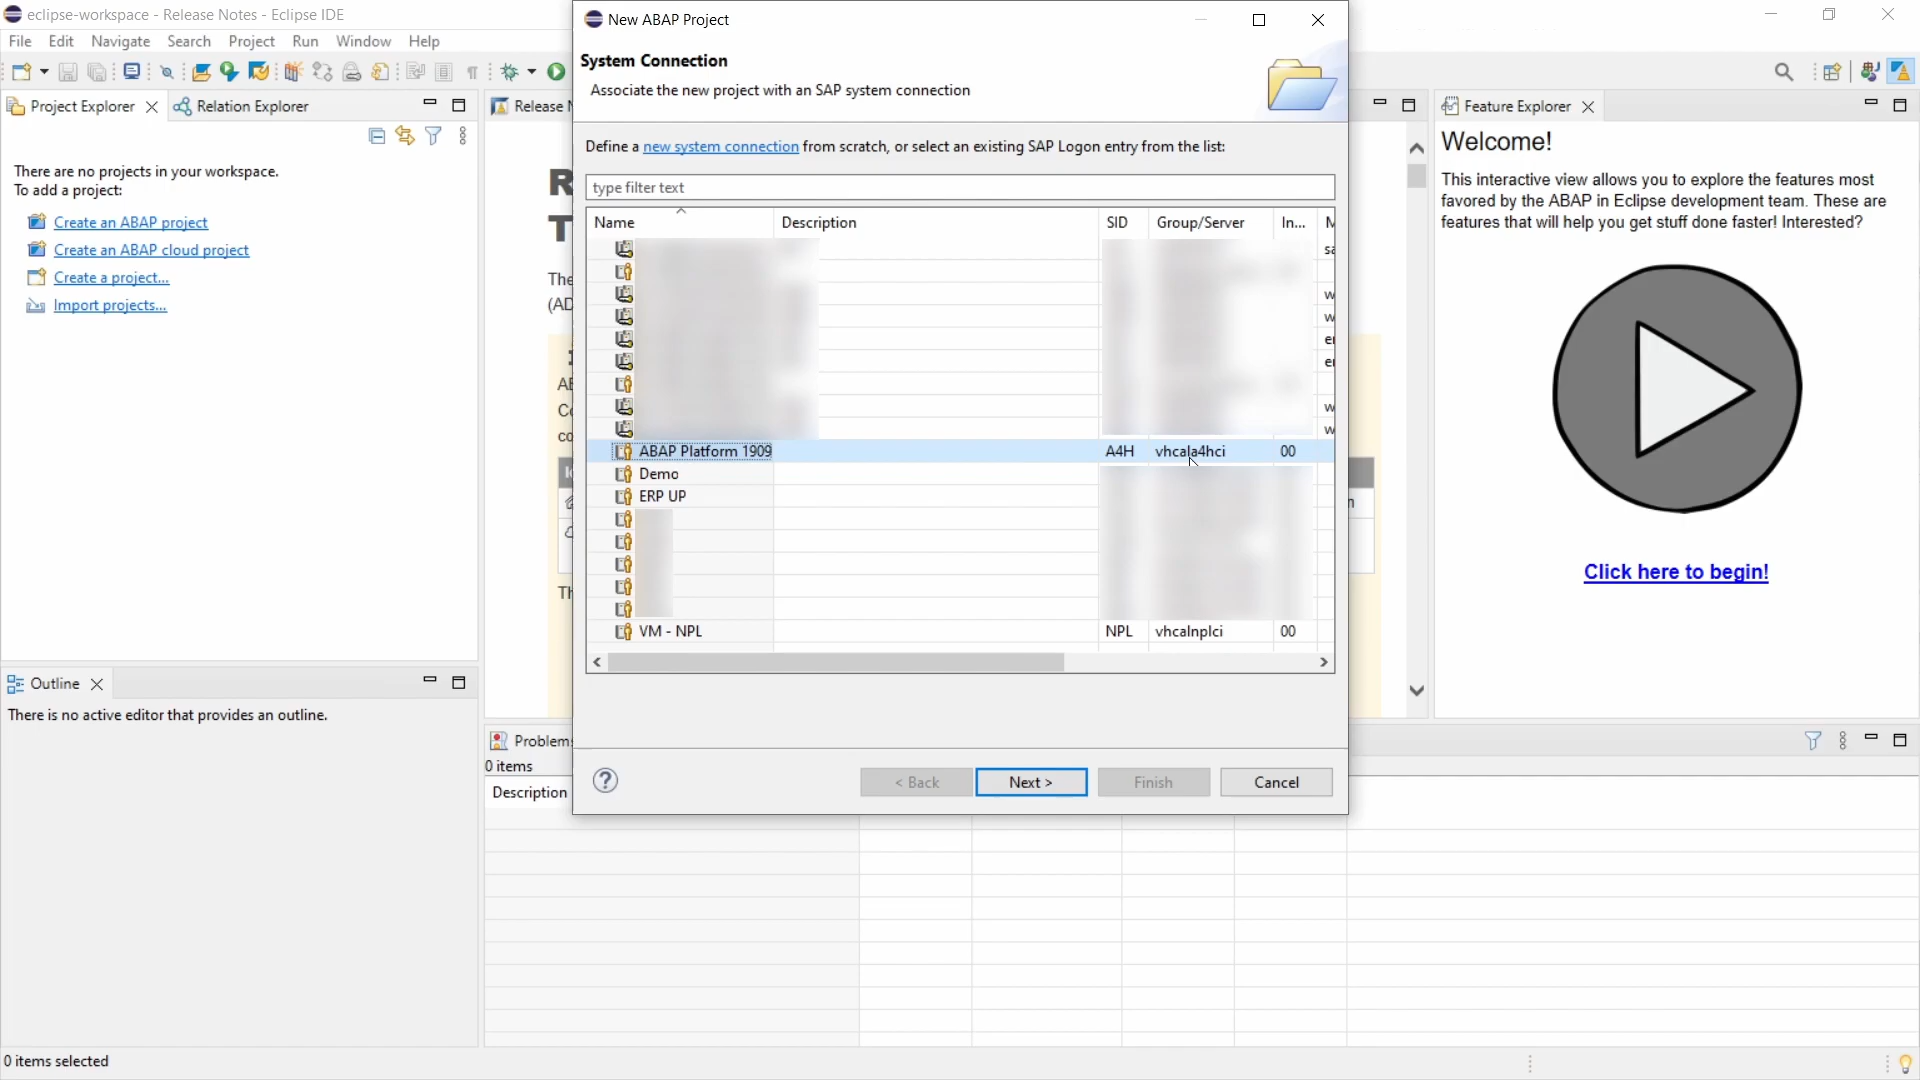 eclipse-workspace - Release Notes - Eclipse IDE
File Edit Navigate Search Project Run Window Help
Project Explorer
Relation Explorer
There are no projects in your workspace.
To add a project:
Create an ABAP project
Create an ABAP cloud project
Create a project...
Import projects...
Outline
There is no active editor that provides an outline.
Release
R
T
The
(AD
Problems
0 items
Description
New ABAP Project
System Connection
Associate the new project with an SAP system connection
Define a new system connection from scratch, or select an existing SAP Logon entry from the list:
type filter text
Name Description SID Group/Server In...
ABAP Platform 1909 A4H vhcala4hci 00
Demo
ERP UP
VM - NPL NPL vhcalnplci 00
< Back Next > Finish Cancel
Feature Explorer
Welcome!
This interactive view allows you to explore the features most
favored by the ABAP in Eclipse development team. These are
features that will help you get stuff done faster! Interested?
Click here to begin!
0 items selected